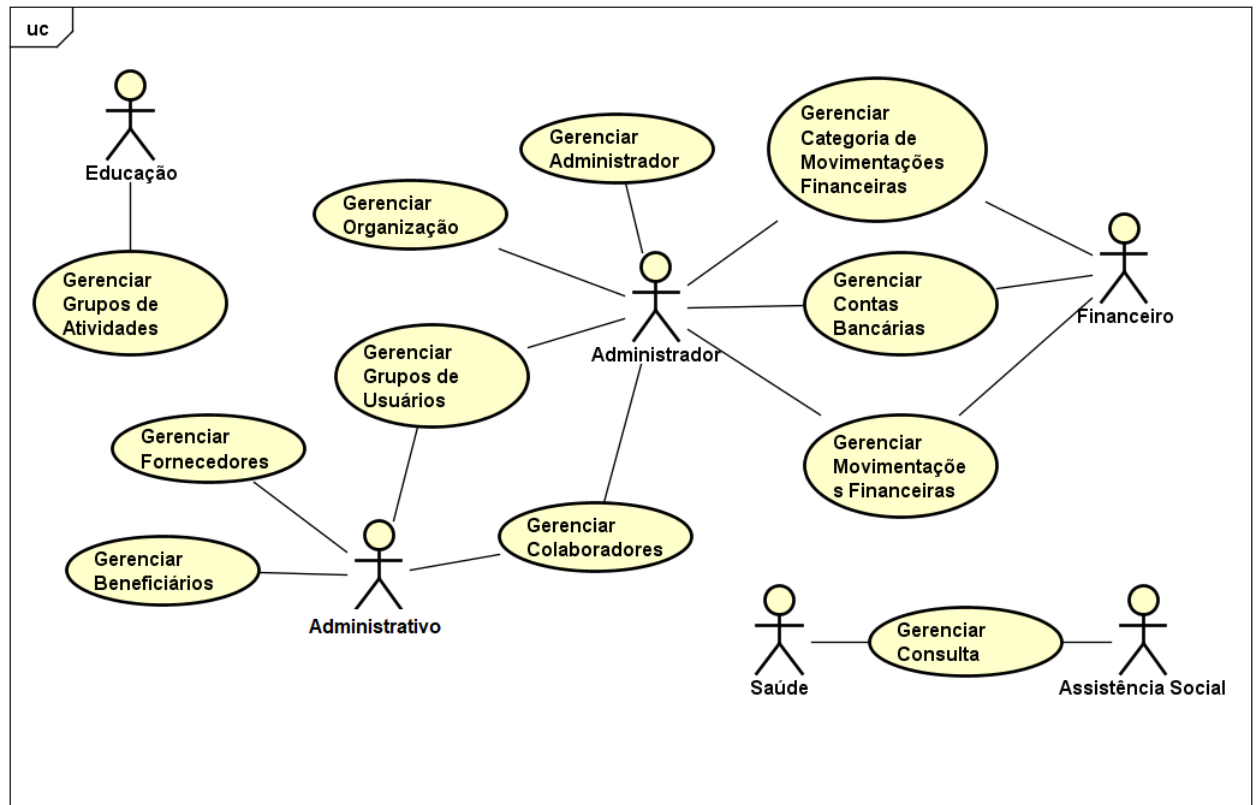 uc
Educação
Gerenciar
Grupos de
Atividades
Gerenciar
Administrador
Gerenciar
Organização
Gerenciar
Categoria de
Movimentações
Financeiras
Gerenciar
Contas
Bancárias
Financeiro
Administrador
Gerenciar
Grupos de
Usuários
Gerenciar
Fornecedores
Gerenciar
Movimentaçõe
s Financeiras
Gerenciar
Colaboradores
Gerenciar
Beneficiários
Administrativo
Saúde
Gerenciar
Consulta
Assistência Social